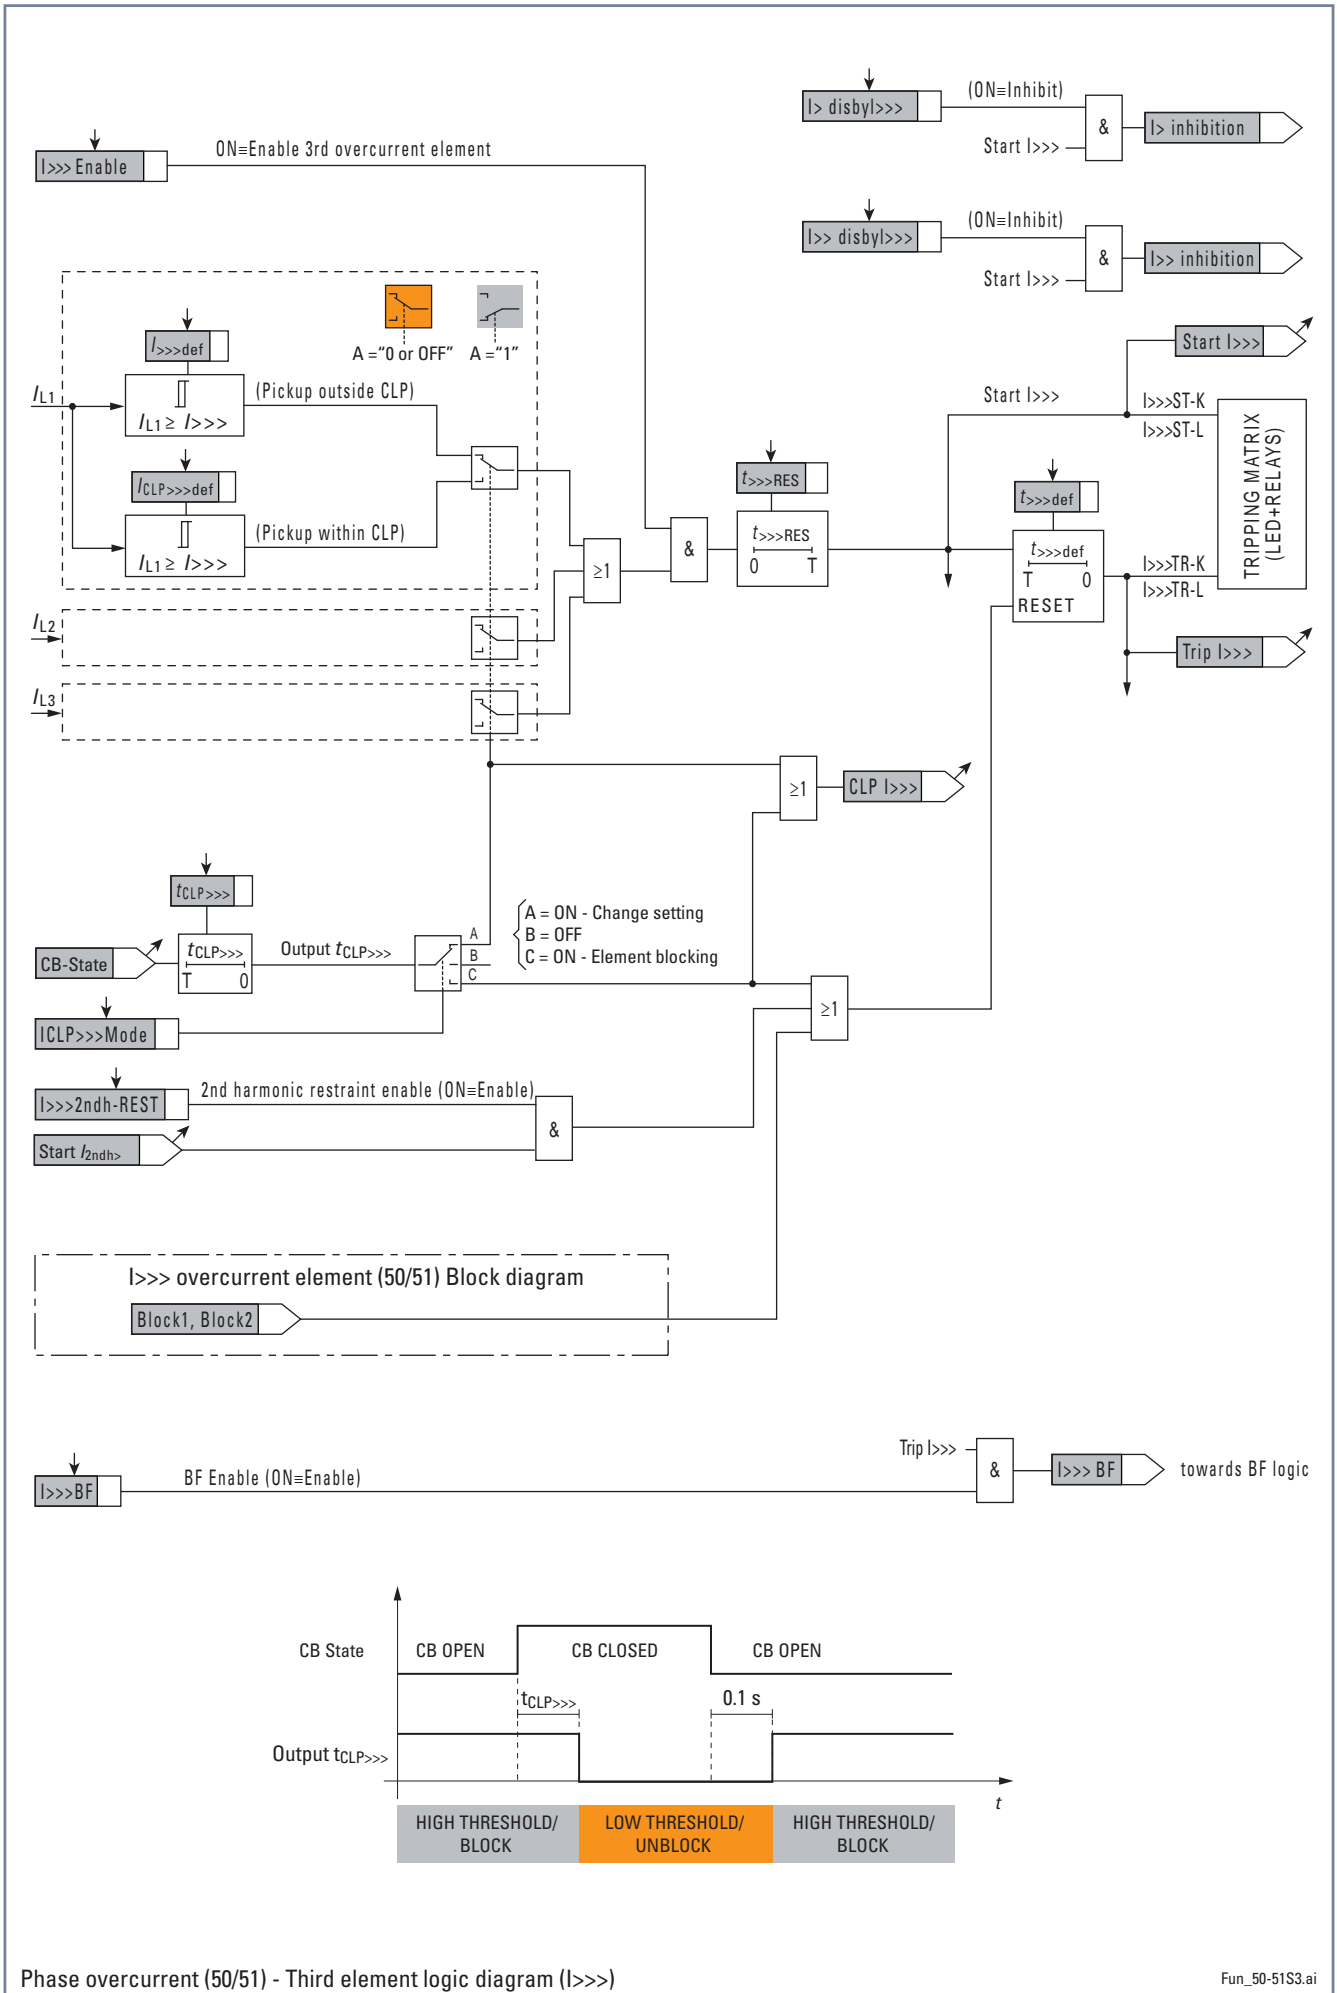 I> disbyI>>>
(ON≡Inhibit)
&
Start I>>>
I> inhibition
I>>>Enable
ON≡Enable 3rd overcurrent element
I>> disbyI>>>
(ON≡Inhibit)
&
Start I>>>
I>> inhibition
A ="0 or OFF"
A ="1"
I>>>def
IL1
IL1 ≥ I>>>
(Pickup outside CLP)
ICLP>>>def
IL1 ≥ I>>>
(Pickup within CLP)
IL2
IL3
≥1
&
t>>>RES
t>>>RES
0 T
Start I>>>
Start I>>>
I>>>ST-K
I>>>ST-L
t>>>def
t>>>def
T 0
RESET
I>>>TR-K
I>>>TR-L
TRIPPING MATRIX
(LED+RELAYS)
Trip I>>>
≥1
CLP I>>>
tCLP>>>
CB-State
tCLP>>>
T 0
Output tCLP>>>
A
B
C
A = ON - Change setting
B = OFF
C = ON - Element blocking
ICLP>>>Mode
≥1
I>>>2ndh-REST
2nd harmonic restraint enable (ON≡Enable)
Start I2ndh>
&
I>>> overcurrent element (50/51) Block diagram
Block1, Block2
Trip I>>>
I>>>BF
BF Enable (ON≡Enable)
&
I>>> BF
towards BF logic
CB State
CB OPEN
CB CLOSED
CB OPEN
tCLP>>>
0.1 s
Output tCLP>>>
t
HIGH THRESHOLD/
BLOCK
LOW THRESHOLD/
UNBLOCK
HIGH THRESHOLD/
BLOCK
Phase overcurrent (50/51) - Third element logic diagram (I>>>)
Fun_50-51S3.ai